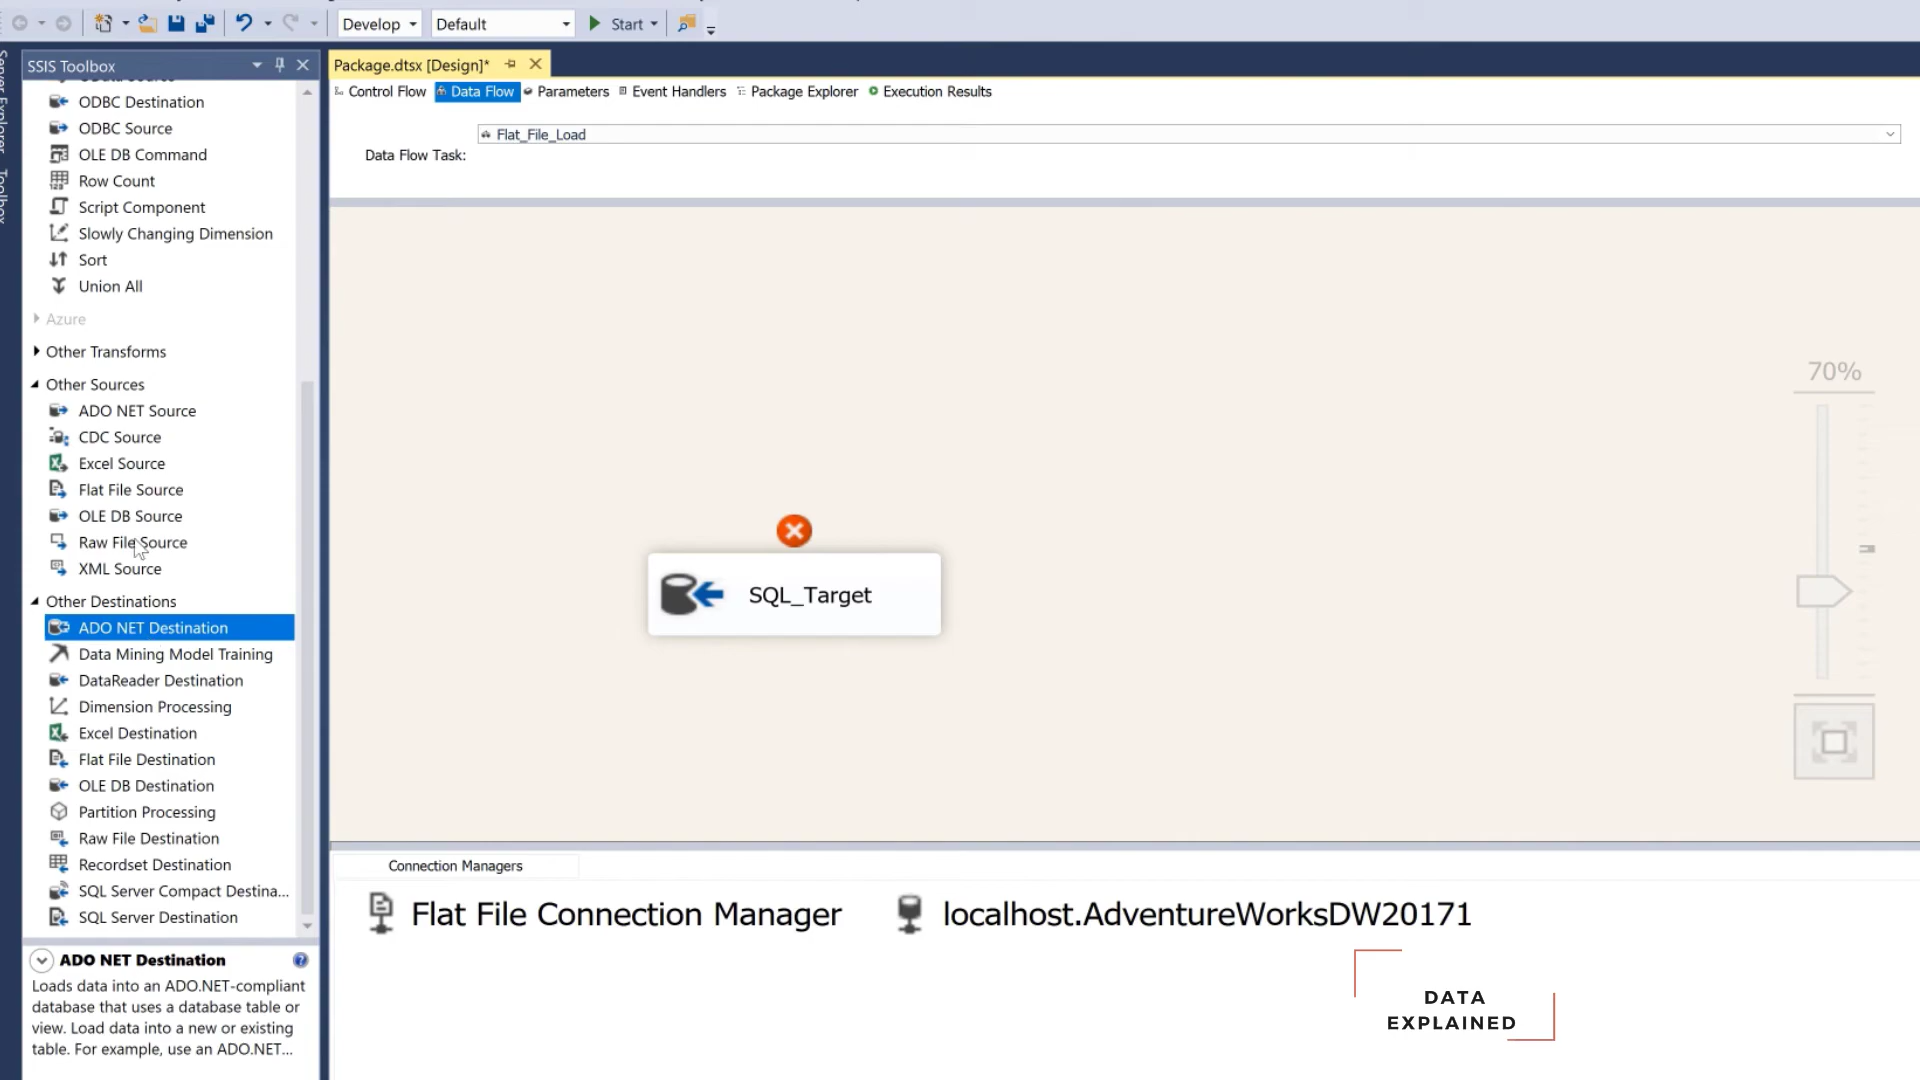 Develop
Default
Start
SSIS Toolbox
Package.dtsx [Design]*
Server Explorer
Toolbox
Control Flow
Data Flow
Parameters
Event Handlers
Package Explorer
Execution Results
Flat_File_Load
Data Flow Task:
ODBC Destination
ODBC Source
OLE DB Command
Row Count
Script Component
Slowly Changing Dimension
Sort
Union All
Azure
Other Transforms
Other Sources
ADO NET Source
CDC Source
Excel Source
Flat File Source
OLE DB Source
Raw File Source
XML Source
Other Destinations
ADO NET Destination
Data Mining Model Training
DataReader Destination
Dimension Processing
Excel Destination
Flat File Destination
OLE DB Destination
Partition Processing
Raw File Destination
Recordset Destination
SQL Server Compact Destina...
SQL Server Destination
ADO NET Destination
Loads data into an ADO.NET-compliant
database that uses a database table or
view. Load data into a new or existing
table. For example, use an ADO.NET...
SQL_Target
70%
Connection Managers
Flat File Connection Manager
localhost.AdventureWorksDW20171
DATA
EXPLAINED